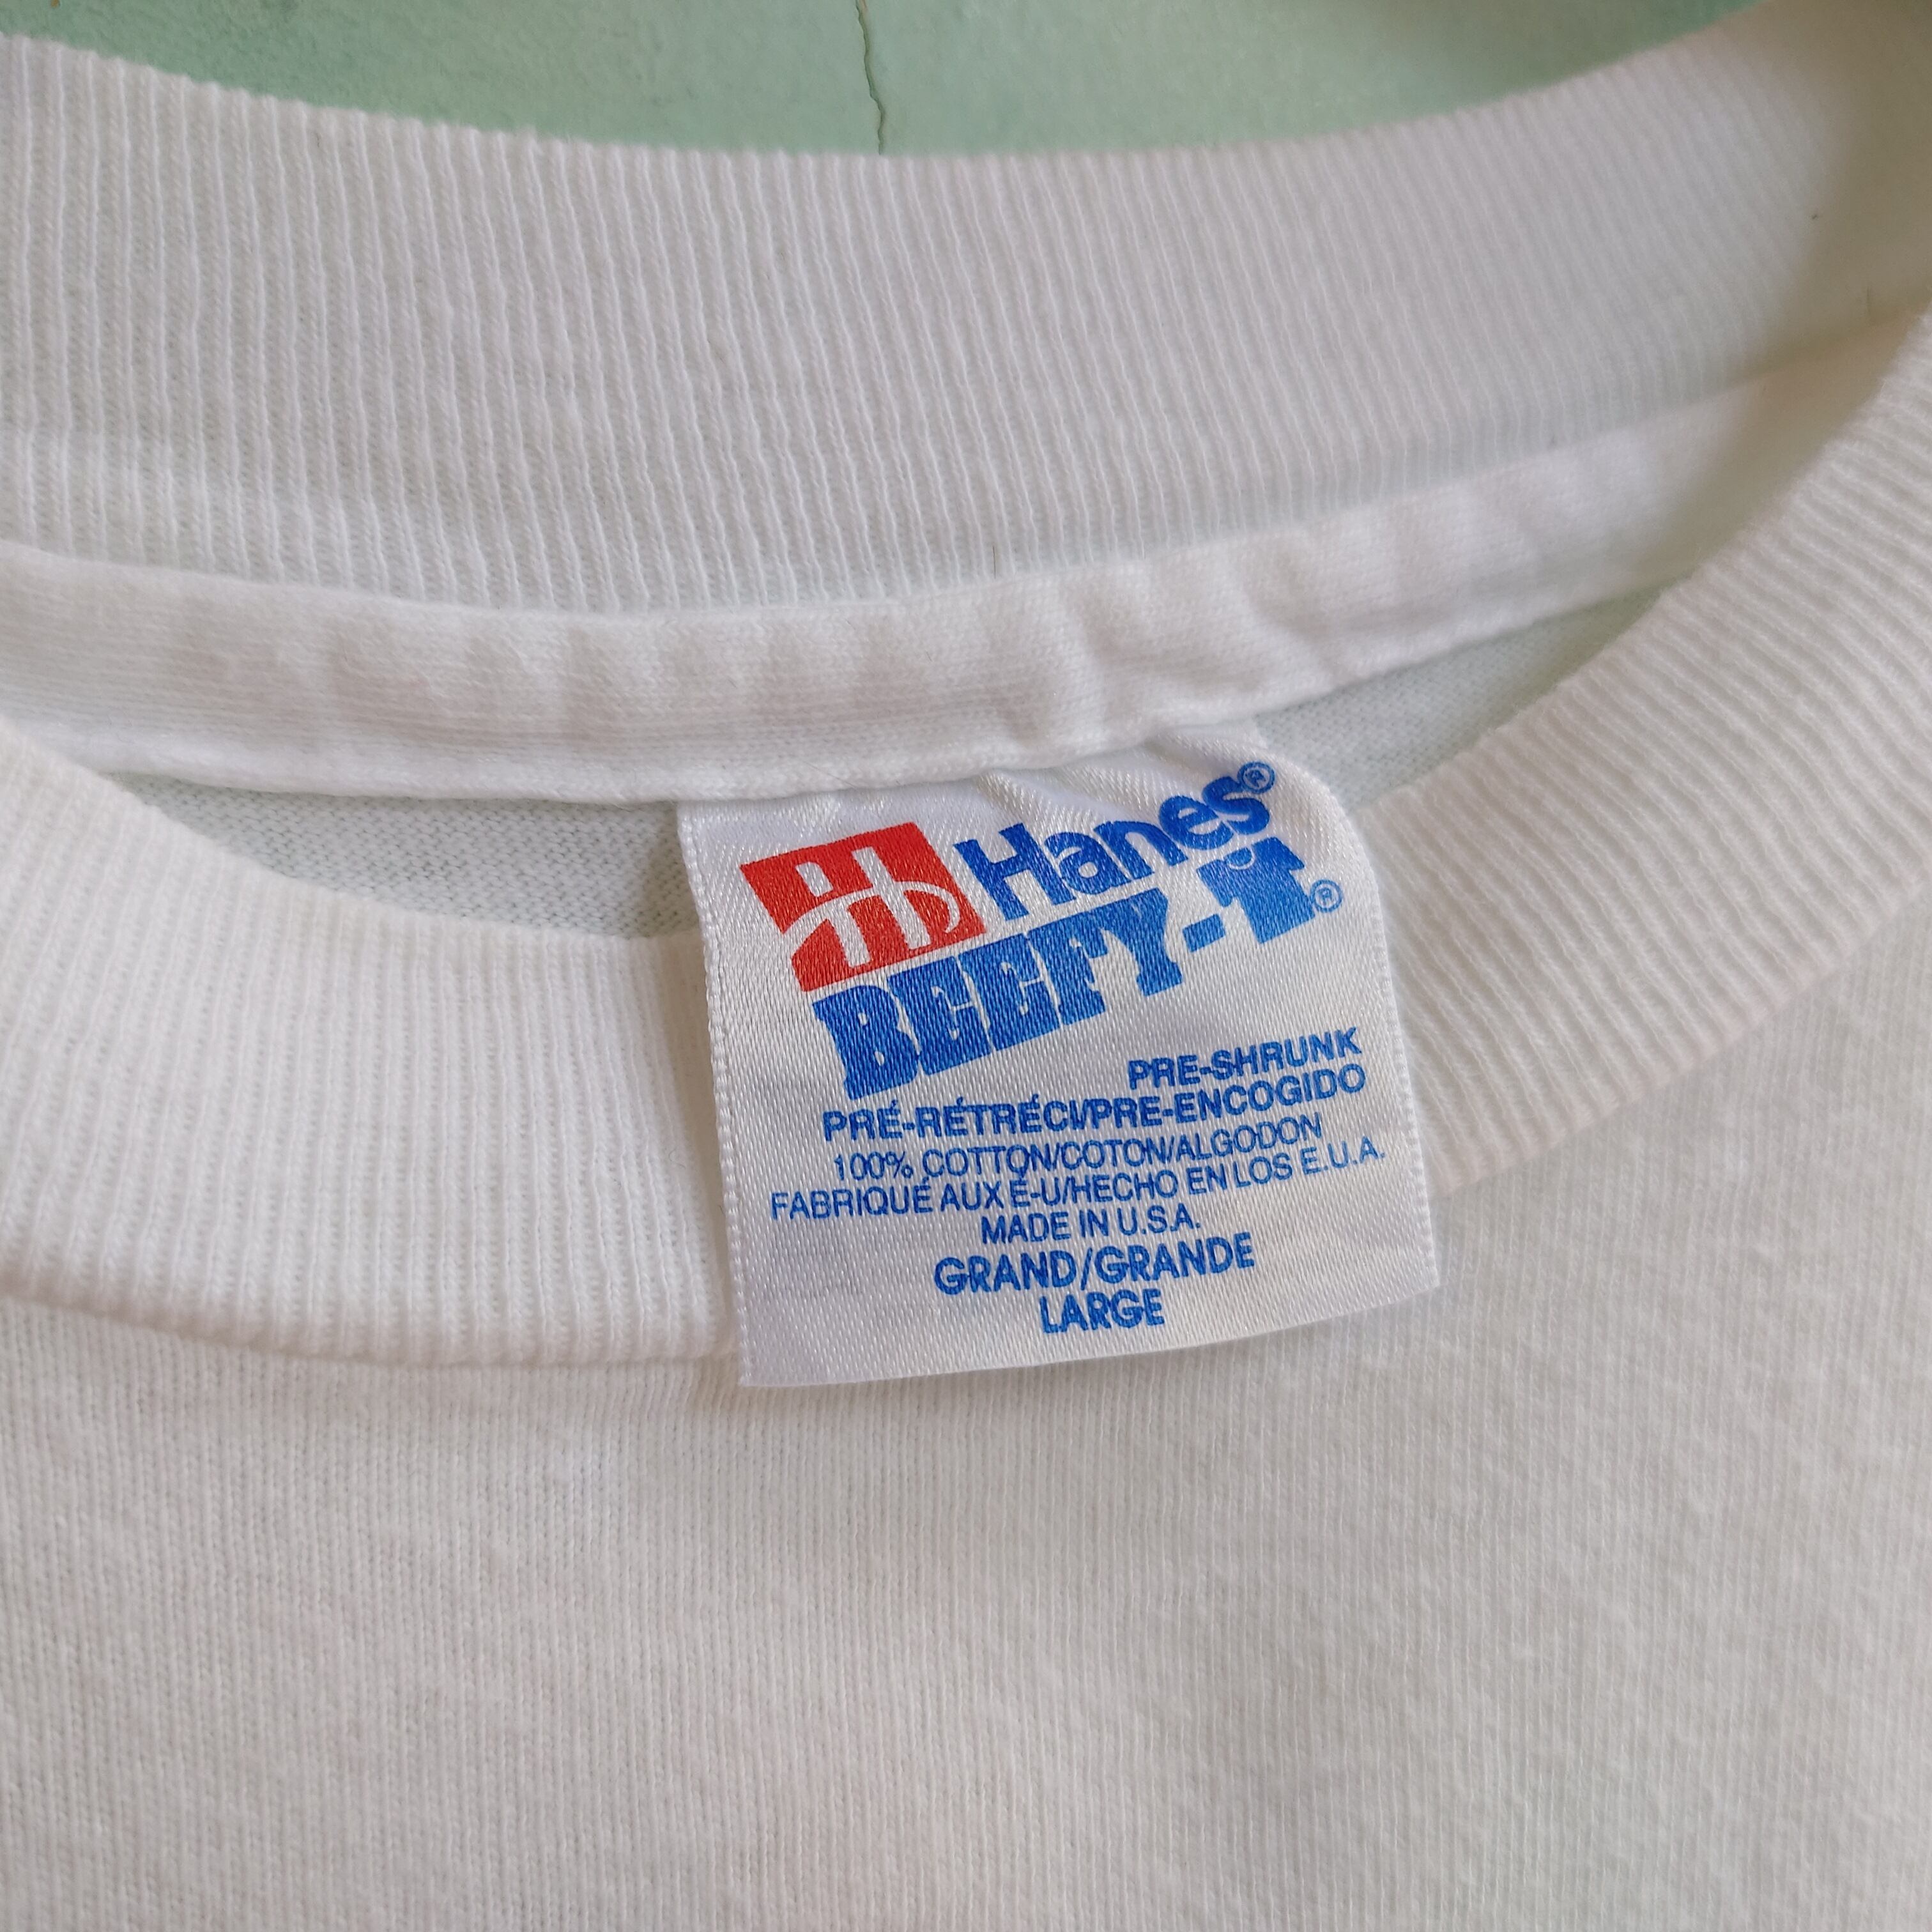 Hanes®
BEEFY-T®
PRE-SHRUNK
PRÉ-RÉTRÉCI/PRE-ENCOGIDO
100% COTTON/COTON/ALGODON
FABRIQUÉ AUX É-U/HECHO EN LOS E.U.A.
MADE IN U.S.A.
GRAND/GRANDE
LARGE